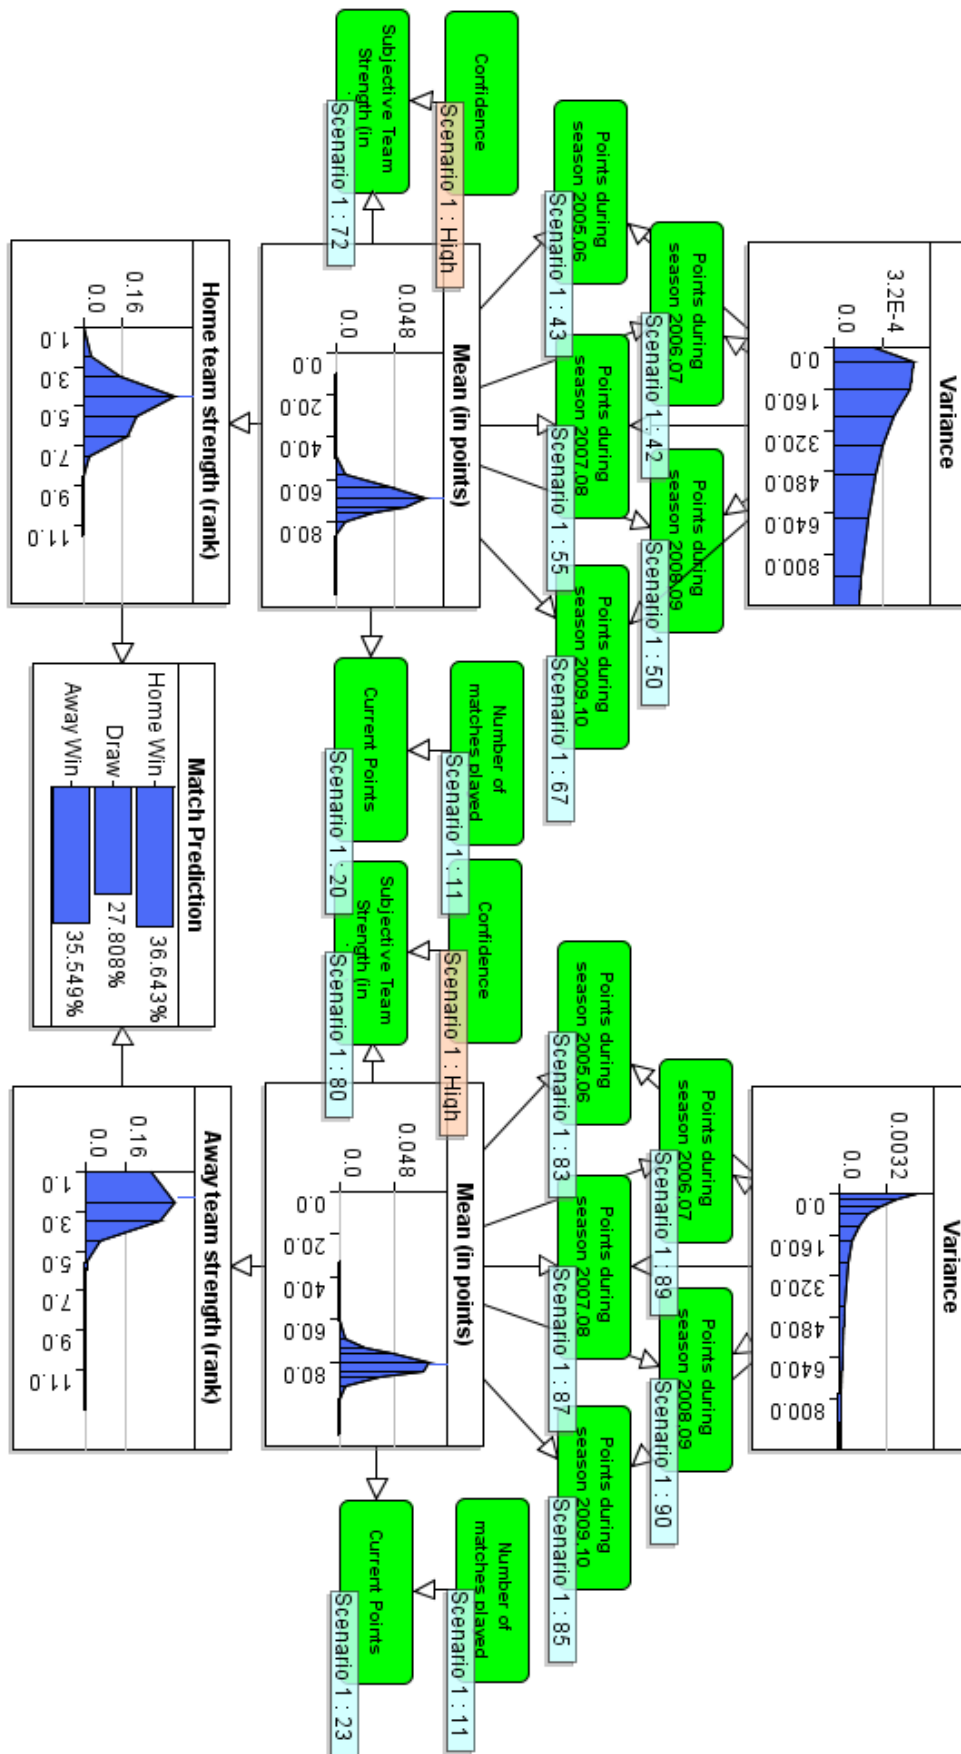 Variance
3.2E-4
0.0
0.0
160.0
320.0
480.0
640.0
800.0
Variance
0.0032
0.0
0.0
160.0
320.0
480.0
640.0
800.0
Points during
season 2006.07
Scenario 1 : 42
Points during
season 2008.09
Scenario 1 : 50
Points during
season 2006.07
Scenario 1 : 89
Points during
season 2008.09
Scenario 1 : 90
Points during
season 2005.06
Scenario 1 : 43
Points during
season 2007.08
Scenario 1 : 55
Points during
season 2009.10
Scenario 1 : 67
Points during
season 2005.06
Scenario 1 : 83
Points during
season 2007.08
Scenario 1 : 87
Points during
season 2009.10
Scenario 1 : 85
Confidence
Scenario 1 : High
Mean (in points)
0.048
0.0
0.0
20.0
40.0
60.0
80.0
Number of
matches played
Scenario 1 : 11
Confidence
Scenario 1 : High
Mean (in points)
0.048
0.0
0.0
20.0
40.0
60.0
80.0
Number of
matches played
Scenario 1 : 11
Subjective Team
Strength (in
Scenario 1 : 72
Current Points
Scenario 1 : 20
Subjective Team
Strength (in
Scenario 1 : 80
Current Points
Scenario 1 : 23
Home team strength (rank)
0.16
0.0
1.0
3.0
5.0
7.0
9.0
11.0
Match Prediction
Home Win
36.643%
Draw
27.808%
Away Win
35.549%
Away team strength (rank)
0.16
0.0
1.0
3.0
5.0
7.0
9.0
11.0